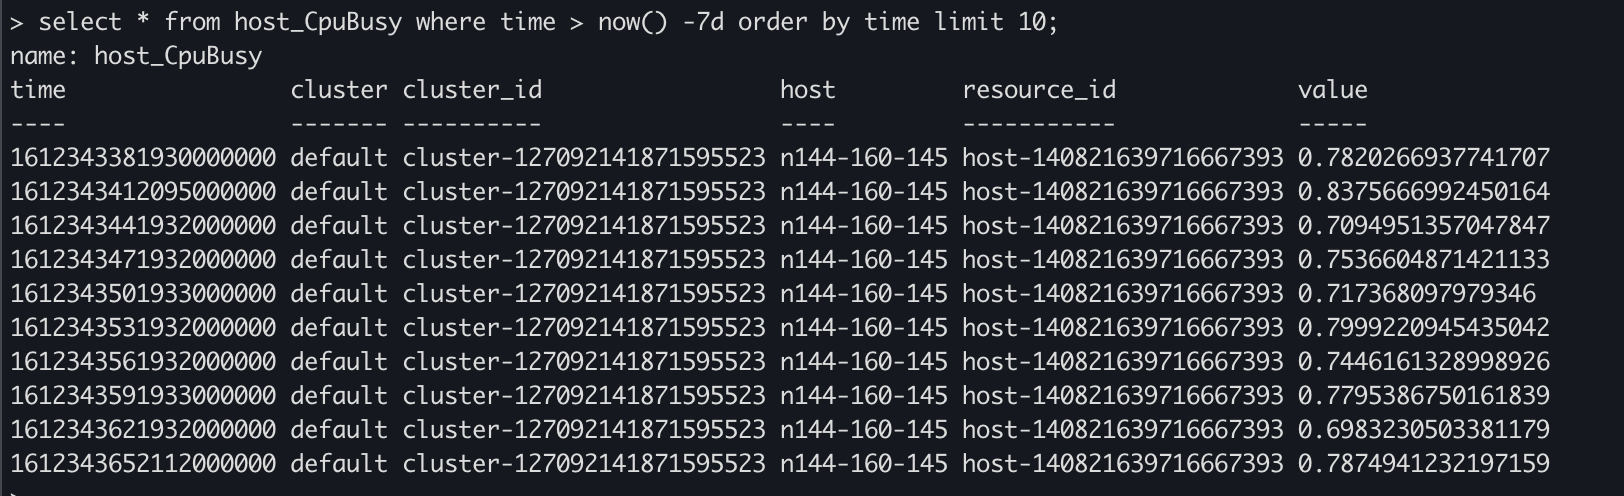 > select * from host_CpuBusy where time > now() -7d order by time limit 10;
name: host_CpuBusy
time cluster cluster_id host resource_id value
---- ------- ---------- ---- ----------- -----
1612343381930000000 default cluster-127092141871595523 n144-160-145 host-140821639716667393 0.7820266937741707
1612343412095000000 default cluster-127092141871595523 n144-160-145 host-140821639716667393 0.8375666992450164
1612343441932000000 default cluster-127092141871595523 n144-160-145 host-140821639716667393 0.7094951357047847
1612343471932000000 default cluster-127092141871595523 n144-160-145 host-140821639716667393 0.7536604871421133
1612343501933000000 default cluster-127092141871595523 n144-160-145 host-140821639716667393 0.717368097979346
1612343531932000000 default cluster-127092141871595523 n144-160-145 host-140821639716667393 0.7999220945435042
1612343561932000000 default cluster-127092141871595523 n144-160-145 host-140821639716667393 0.7446161328998926
1612343591933000000 default cluster-127092141871595523 n144-160-145 host-140821639716667393 0.7795386750161839
1612343621932000000 default cluster-127092141871595523 n144-160-145 host-140821639716667393 0.6983230503381179
1612343652112000000 default cluster-127092141871595523 n144-160-145 host-140821639716667393 0.7874941232197159